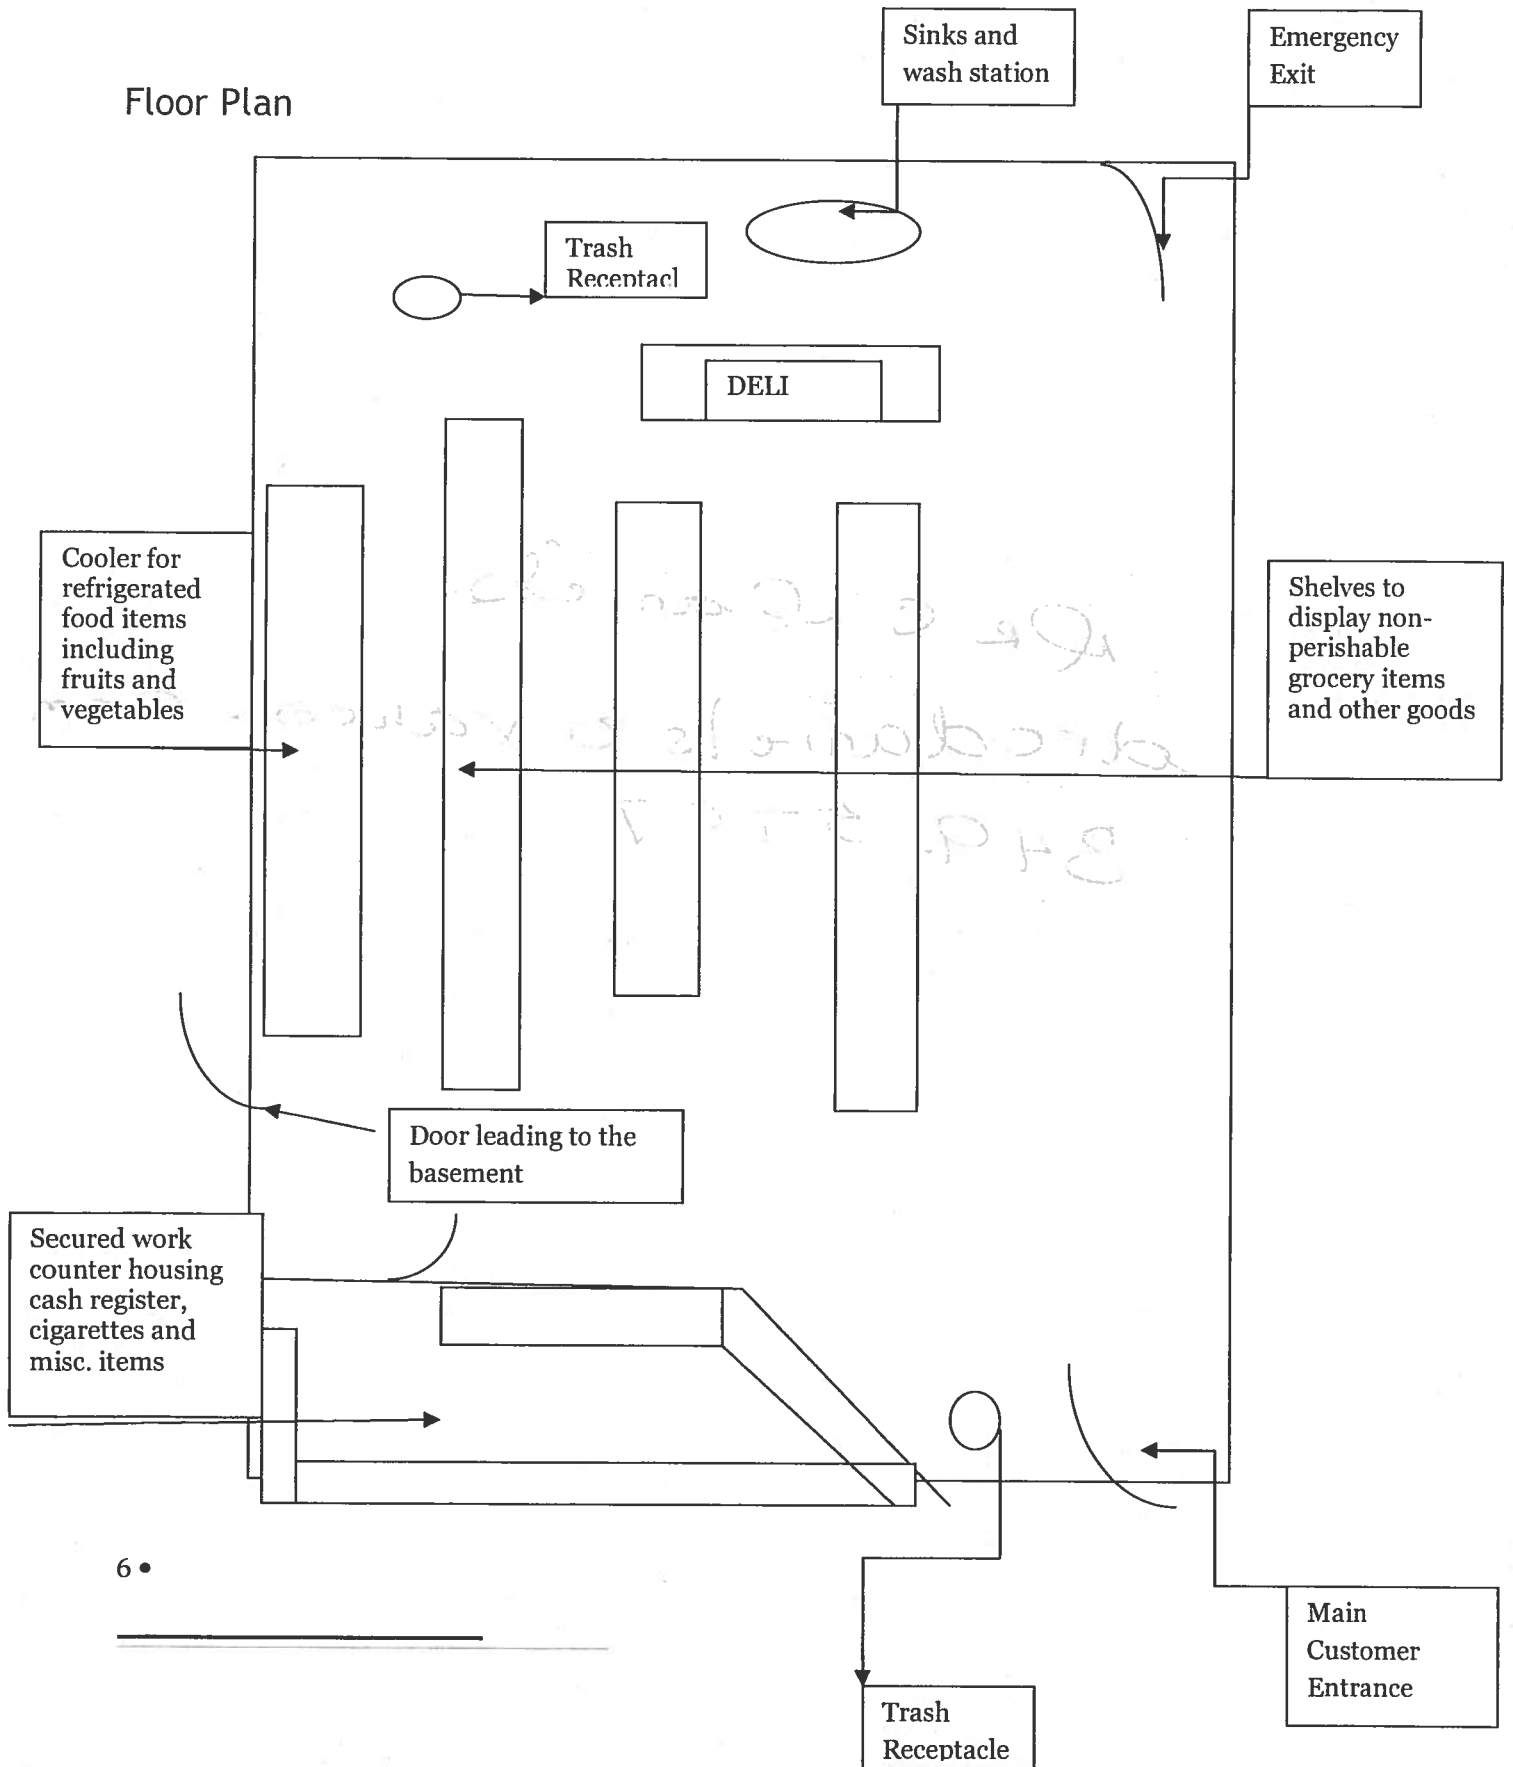 Floor Plan
Sinks and
wash station
Emergency
Exit
Trash
Receptacl
DELI
Cooler for
refrigerated
food items
including
fruits and
vegetables
Shelves to
display non-
perishable
grocery items
and other goods
Door leading to the
basement
Secured work
counter housing
cash register,
cigarettes and
misc. items
6 •
Main
Customer
Entrance
Trash
Receptacle